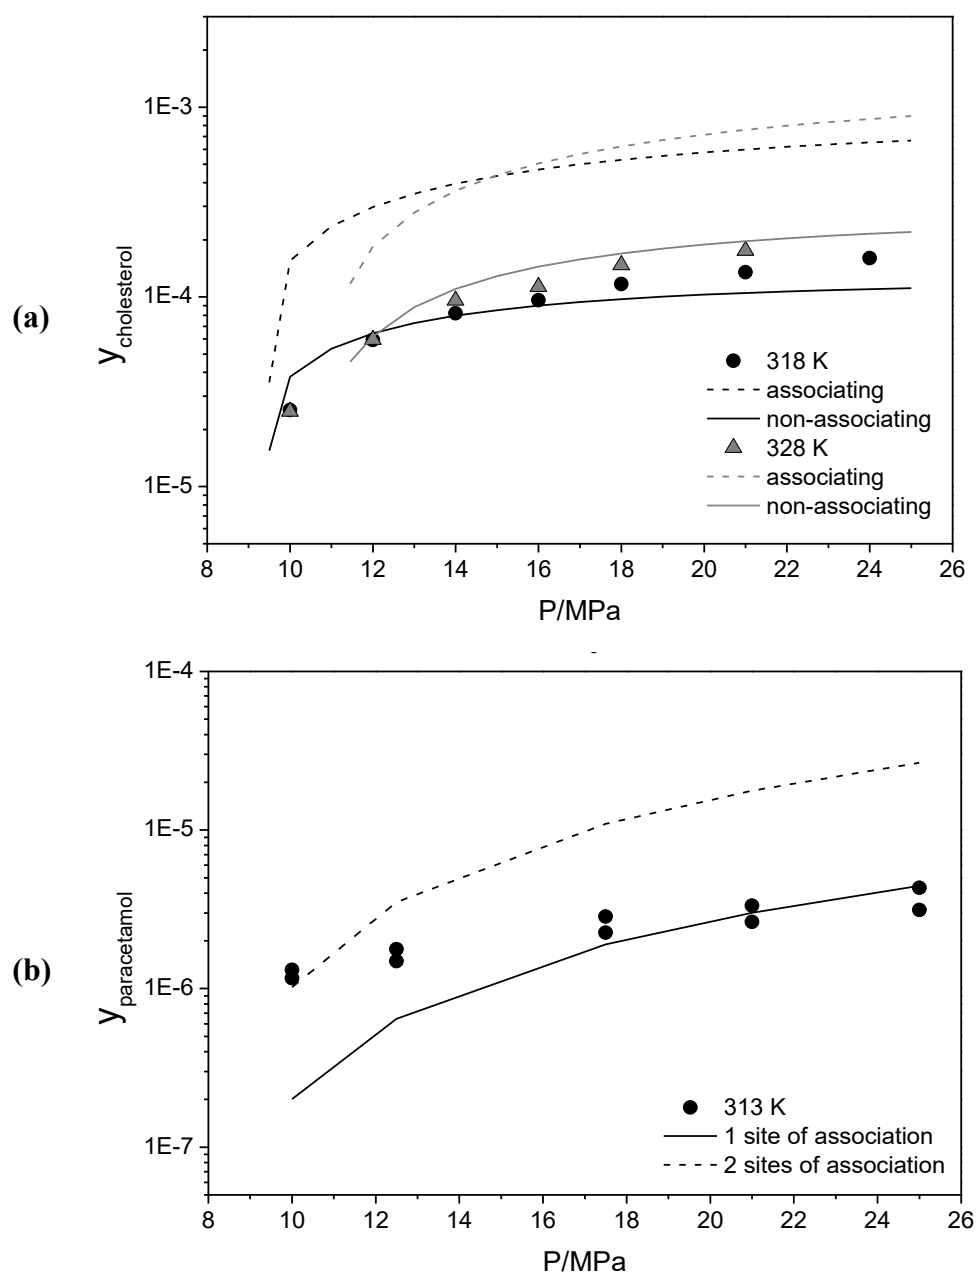 (a)
y cholesterol
1E-3
1E-4
1E-5
318 K
associating
non-associating
328 K
associating
non-associating
8 10 12 14 16 18 20 22 24 26
P/MPa
(b)
y paracetamol
1E-4
1E-5
1E-6
1E-7
313 K
1 site of association
2 sites of association
8 10 12 14 16 18 20 22 24 26
P/MPa